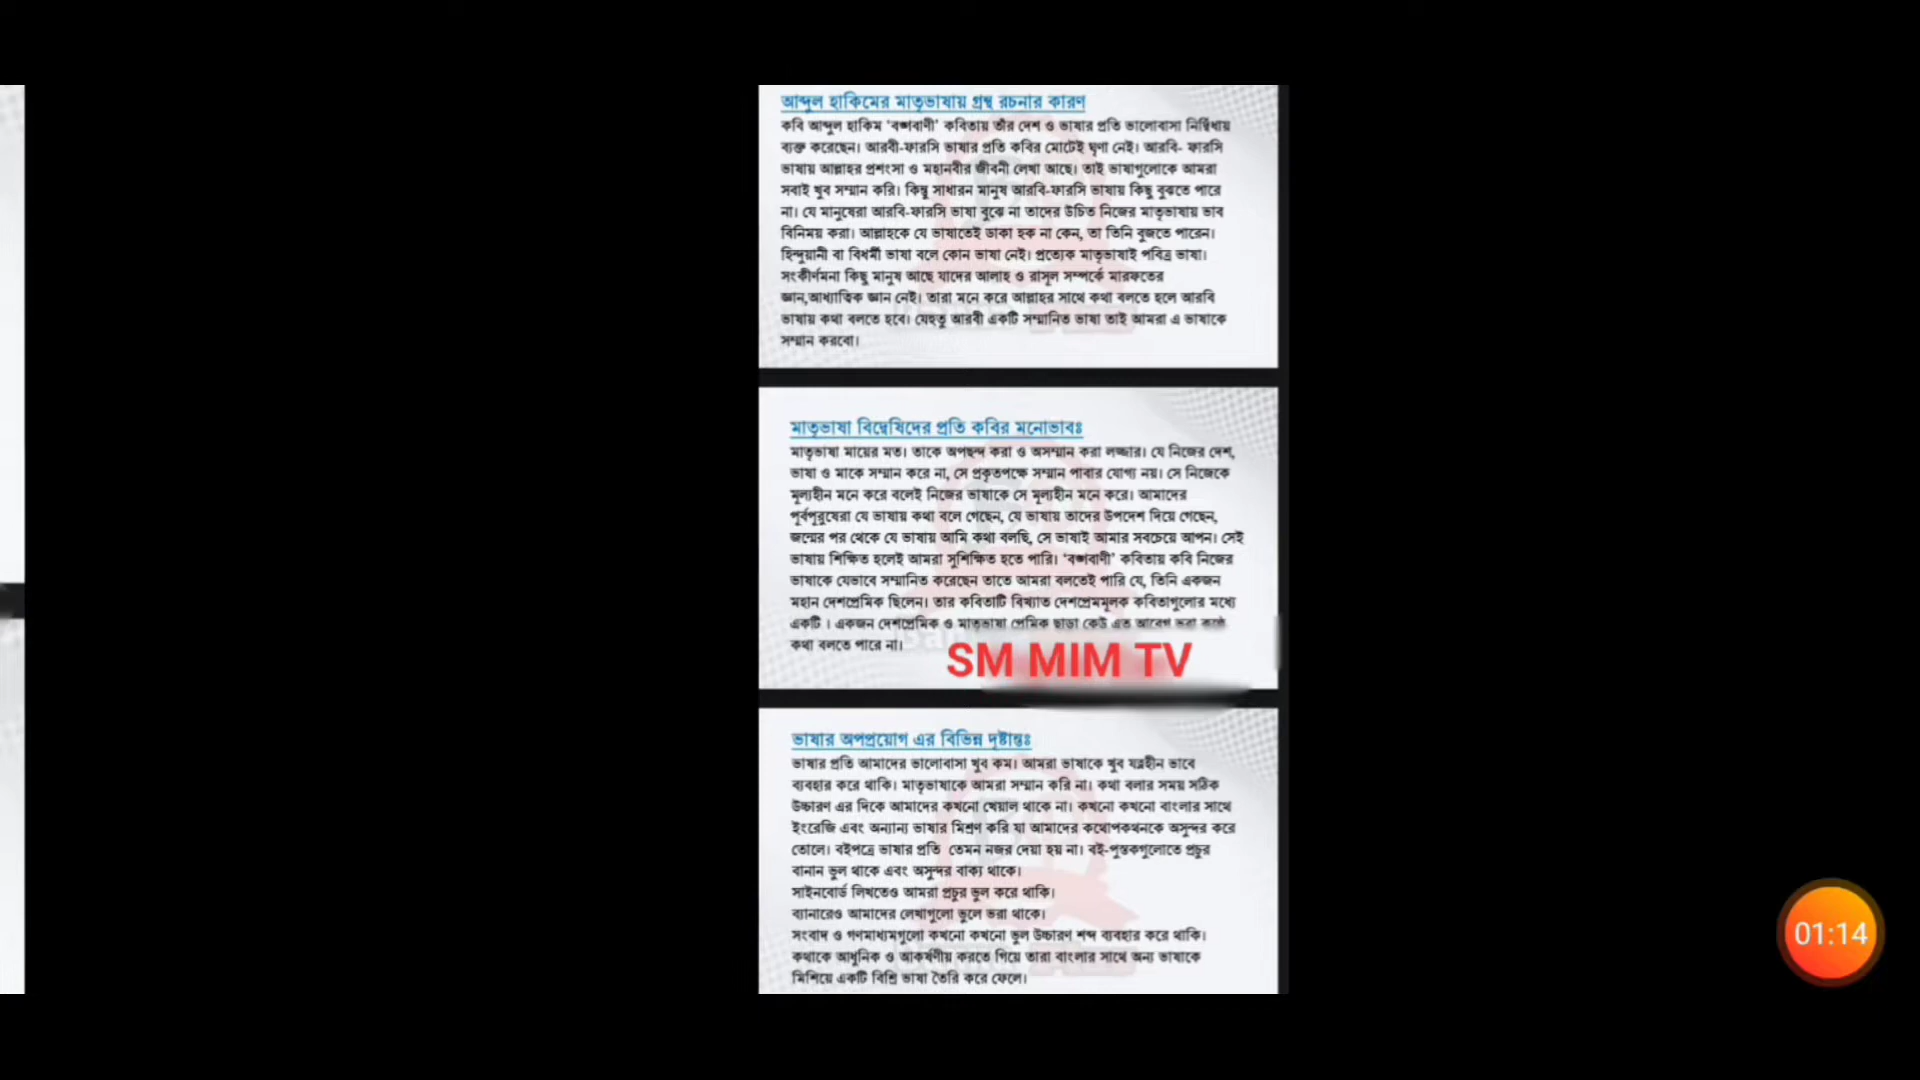 আব্দুল হাকিমের মাতৃভাষায় গ্রন্থ রচনার কারণ
কবি আব্দুল হাকিম ‘বঙ্গবাণী’ কবিতায় তাঁর দেশ ও ভাষার প্রতি ভালোবাসা নির্দ্বিধায়
ব্যক্ত করেছেন। আরবী-ফারসি ভাষার প্রতি কবির মোটেই ঘৃণা নেই। আরবি- ফারসি
ভাষায় আল্লাহর প্রশংসা ও মহানবীর জীবনী লেখা আছে। তাই ভাষাগুলোকে আমরা
সবাই খুব সম্মান করি। কিন্তু সাধারন মানুষ আরবি-ফারসি ভাষায় কিছু বুঝতে পারে
না। যে মানুষেরা আরবি-ফারসি ভাষা বুঝে না তাদের উচিত নিজের মাতৃভাষায় ভাব
বিনিময় করা। আল্লাহকে যে ভাষাতেই ডাকা হক না কেন, তা তিনি বুজতে পারেন।
হিন্দুয়ানী বা বিধর্মী ভাষা বলে কোন ভাষা নেই। প্রত্যেক মাতৃভাষাই পবিত্র ভাষা।
সংকীর্ণমনা কিছু মানুষ আছে যাদের আলাহ ও রাসূল সম্পর্কে মারফতের
জ্ঞান,আধ্যাত্বিক জ্ঞান নেই। তারা মনে করে আল্লাহর সাথে কথা বলতে হলে আরবি
ভাষায় কথা বলতে হবে। যেহুতু আরবী একটি সম্মানিত ভাষা তাই আমরা এ ভাষাকে
সম্মান করবো।
মাতৃভাষা বিদ্বেষিদের প্রতি কবির মনোভাবঃ
মাতৃভাষা মায়ের মত। তাকে অপছন্দ করা ও অসম্মান করা লজ্জার। যে নিজের দেশ,
ভাষা ও মাকে সম্মান করে না, সে প্রকৃতপক্ষে সম্মান পাবার যোগ্য নয়। সে নিজেকে
মূল্যহীন মনে করে বলেই নিজের ভাষাকে সে মূল্যহীন মনে করে। আমাদের
পূর্বপুরুষেরা যে ভাষায় কথা বলে গেছেন, যে ভাষায় তাদের উপদেশ দিয়ে গেছেন,
জন্মের পর থেকে যে ভাষায় আমি কথা বলছি, সে ভাষাই আমার সবচেয়ে আপন। সেই
ভাষায় শিক্ষিত হলেই আমরা সুশিক্ষিত হতে পারি। ‘বঙ্গবাণী’ কবিতায় কবি নিজের
ভাষাকে যেভাবে সম্মানিত করেছেন তাতে আমরা বলতেই পারি যে, তিনি একজন
মহান দেশপ্রেমিক ছিলেন। তার কবিতাটি বিখ্যাত দেশপ্রেমমূলক কবিতাগুলোর মধ্যে
একটি । একজন দেশপ্রেমিক ও মাতৃভাষা প্রেমিক ছাড়া কেউ এত আবেগ ভরা কণ্ঠে
কথা বলতে পারে না।
SM MIM TV
ভাষার অপপ্রয়োগ এর বিভিন্ন দৃষ্টান্তঃ
ভাষার প্রতি আমাদের ভালোবাসা খুব কম। আমরা ভাষাকে খুব যত্নহীন ভাবে
ব্যবহার করে থাকি। মাতৃভাষাকে আমরা সম্মান করি না। কথা বলার সময় সঠিক
উচ্চারণ এর দিকে আমাদের কখনো খেয়াল থাকে না। কখনো কখনো বাংলার সাথে
ইংরেজি এবং অন্যান্য ভাষার মিশ্রণ করি যা আমাদের কথোপকথনকে অসুন্দর করে
তোলে। বইপত্রে ভাষার প্রতি তেমন নজর দেয়া হয় না। বই-পুস্তকগুলোতে প্রচুর
বানান ভুল থাকে এবং অসুন্দর বাক্য থাকে।
সাইনবোর্ড লিখতেও আমরা প্রচুর ভুল করে থাকি।
ব্যানারেও আমাদের লেখাগুলো ভুলে ভরা থাকে।
সংবাদ ও গণমাধ্যমগুলো কখনো কখনো ভুল উচ্চারণ শব্দ ব্যবহার করে থাকি।
কথাকে আধুনিক ও আকর্ষণীয় করতে গিয়ে তারা বাংলার সাথে অন্য ভাষাকে
মিশিয়ে একটি বিশ্রি ভাষা তৈরি করে ফেলে।
01:14